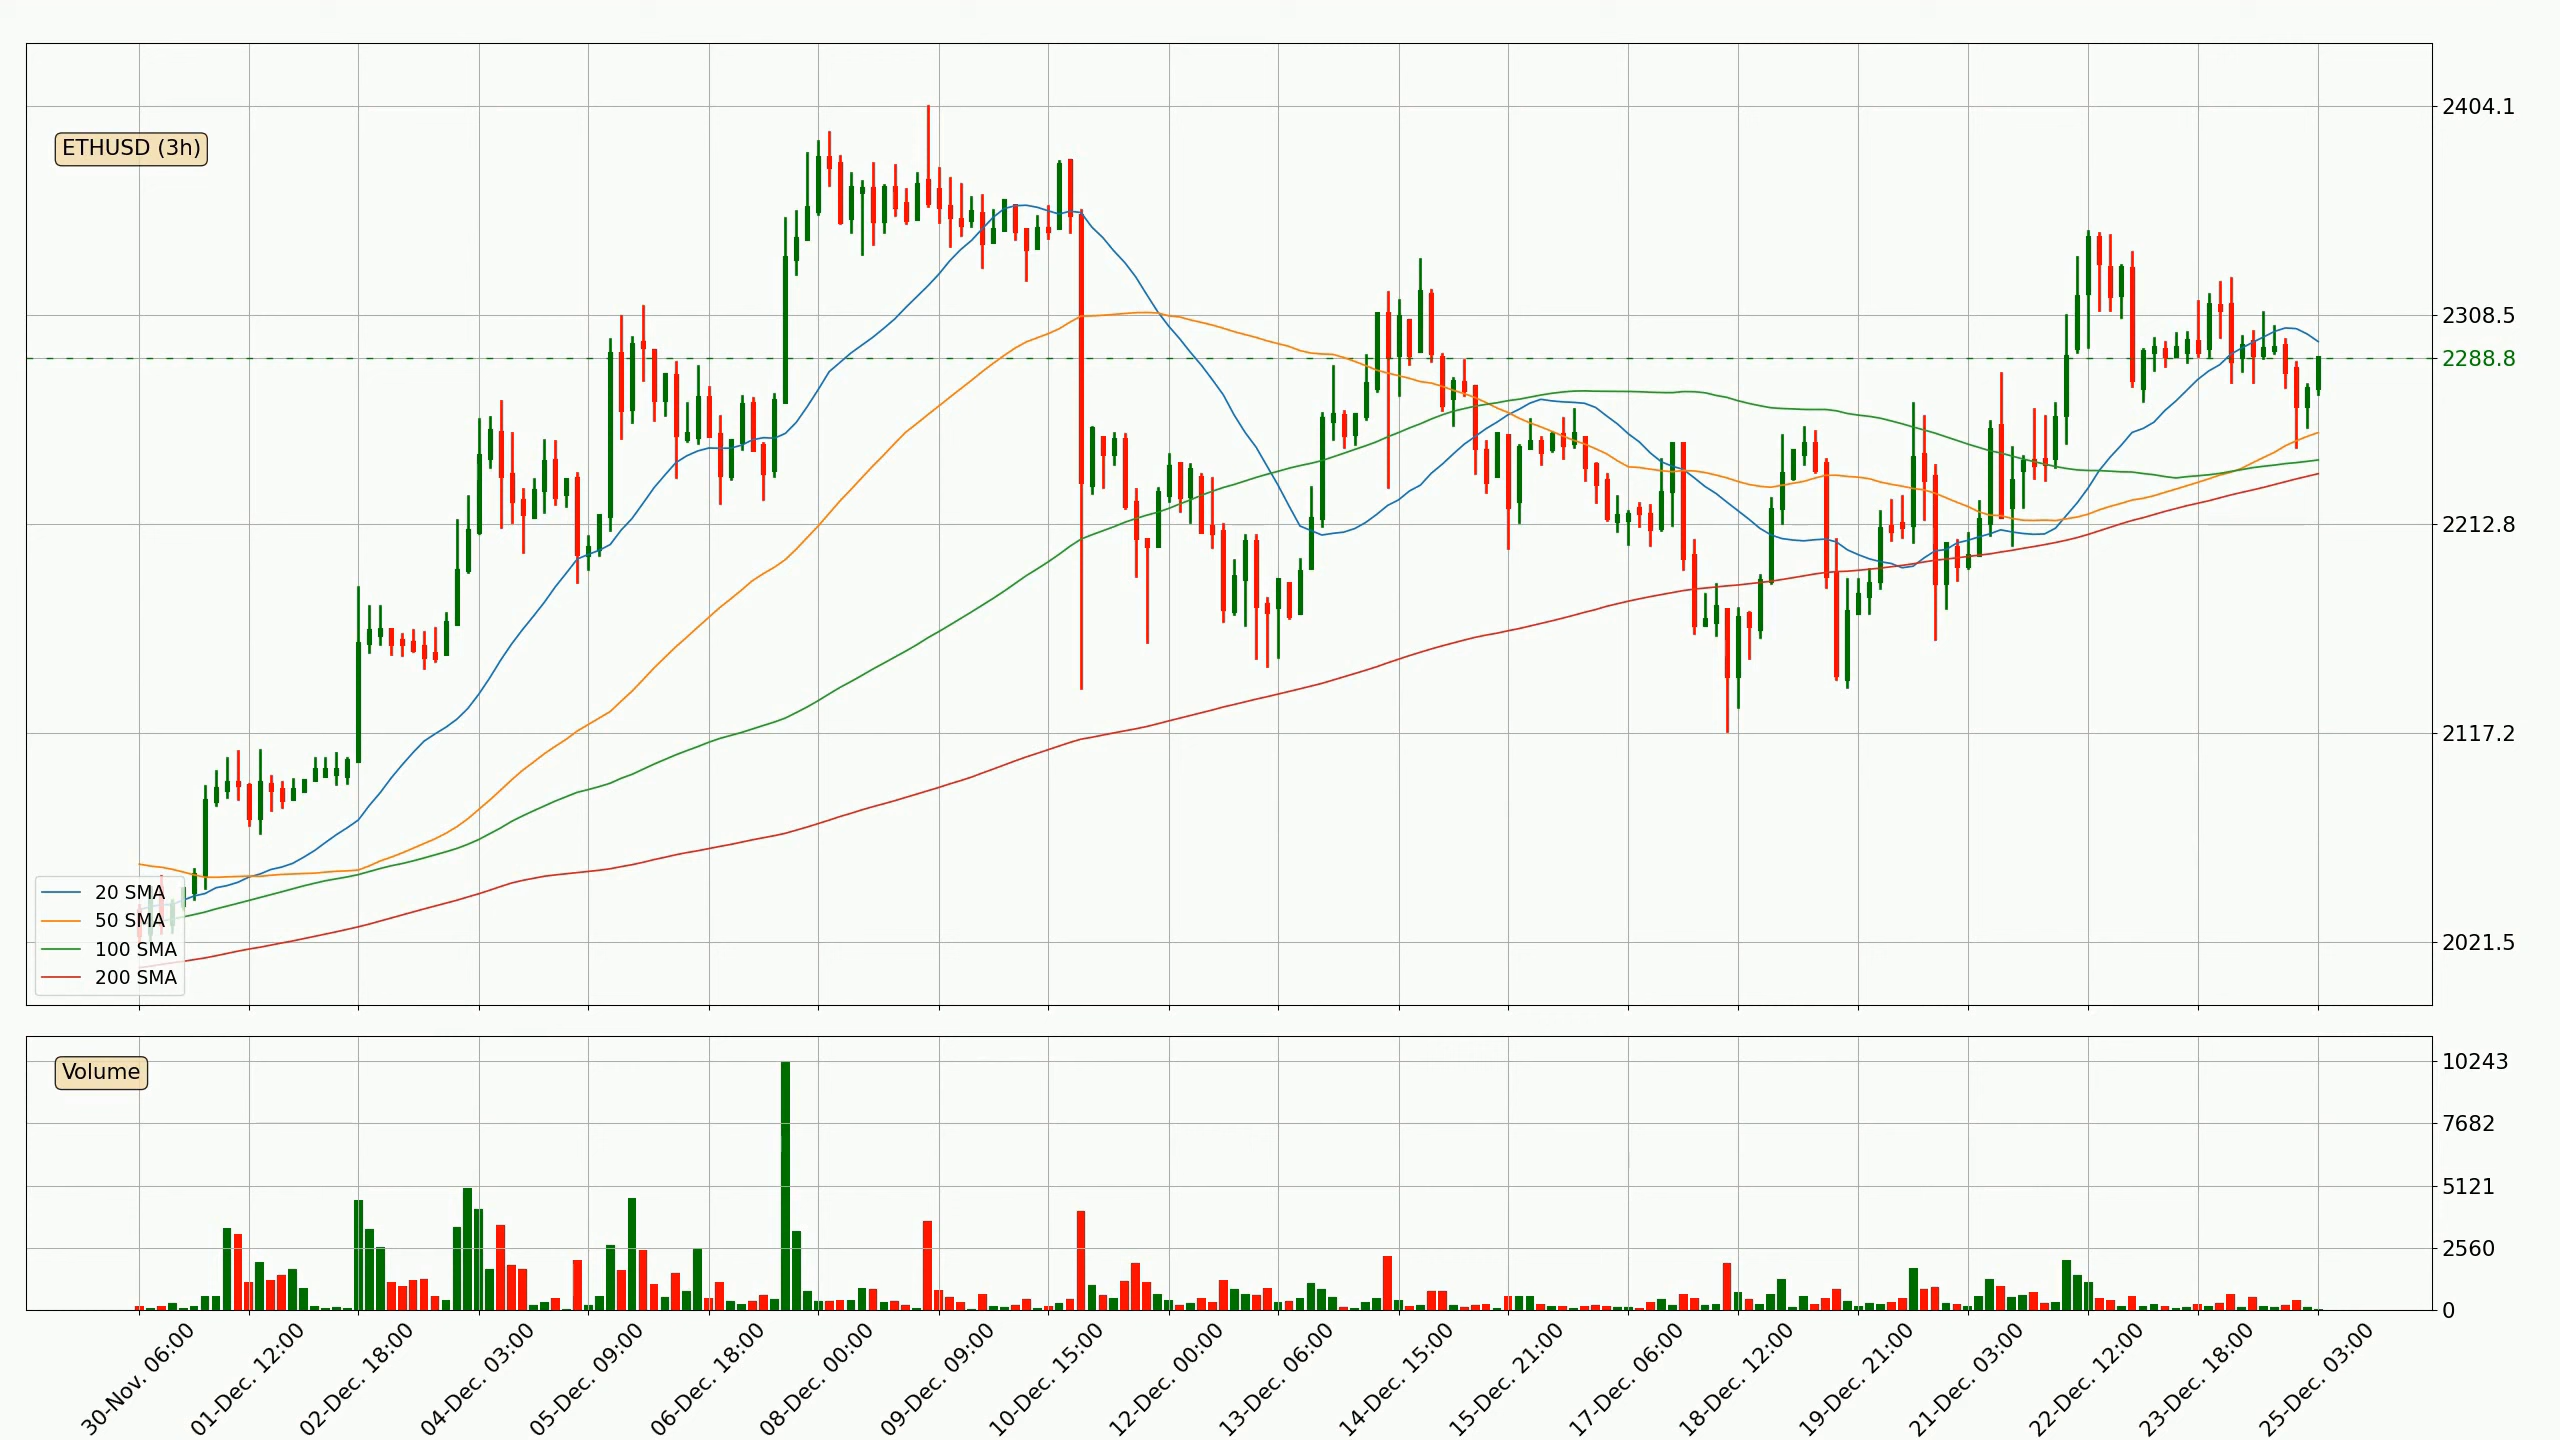 2404.1
ETHUSD (3h)
2308.5
2288.8
2212.8
2117.2
2021.5
20 SMA
50 SMA
100 SMA
200 SMA
Volume
10243
7682
5121
2560
0
30-Nov. 06:00
01-Dec. 12:00
02-Dec. 18:00
04-Dec. 03:00
05-Dec. 09:00
06-Dec. 18:00
08-Dec. 00:00
09-Dec. 09:00
10-Dec. 15:00
12-Dec. 00:00
13-Dec. 06:00
14-Dec. 15:00
15-Dec. 21:00
17-Dec. 06:00
18-Dec. 12:00
19-Dec. 21:00
21-Dec. 03:00
22-Dec. 12:00
23-Dec. 18:00
25-Dec. 03:00